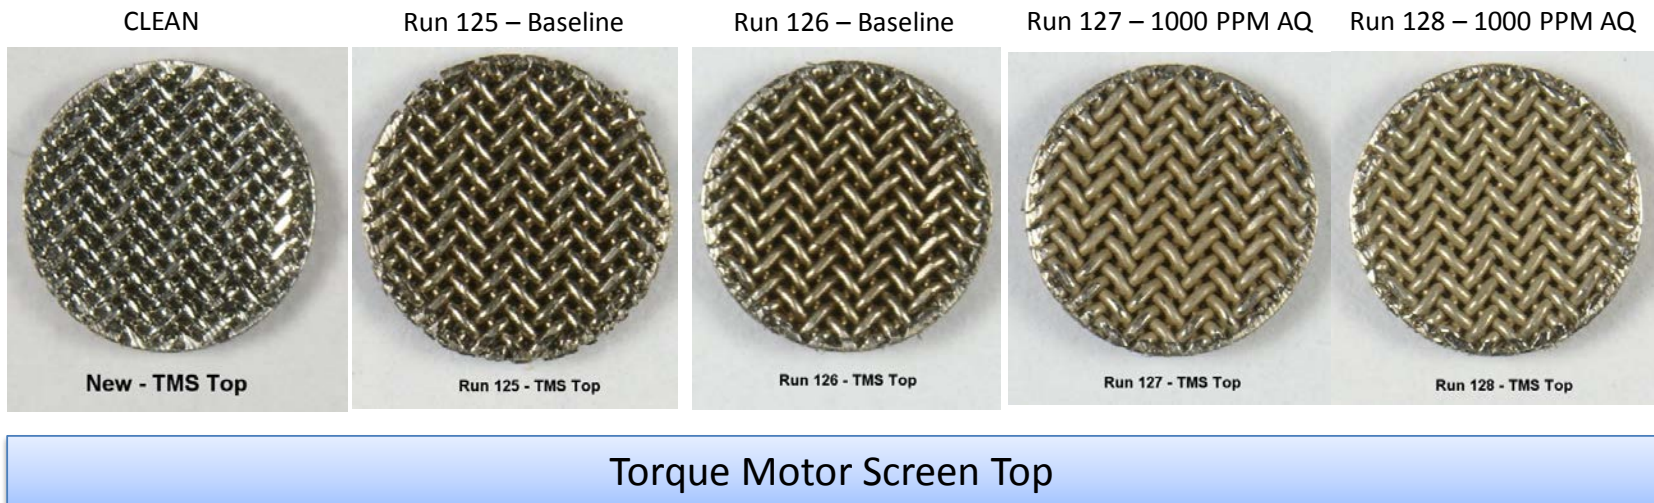 CLEAN
Run 125 – Baseline
Run 126 – Baseline
Run 127 – 1000 PPM AQ
Run 128 – 1000 PPM AQ
New - TMS Top
Run 125 - TMS Top
Run 126 - TMS Top
Run 127 - TMS Top
Run 128 - TMS Top
Torque Motor Screen Top